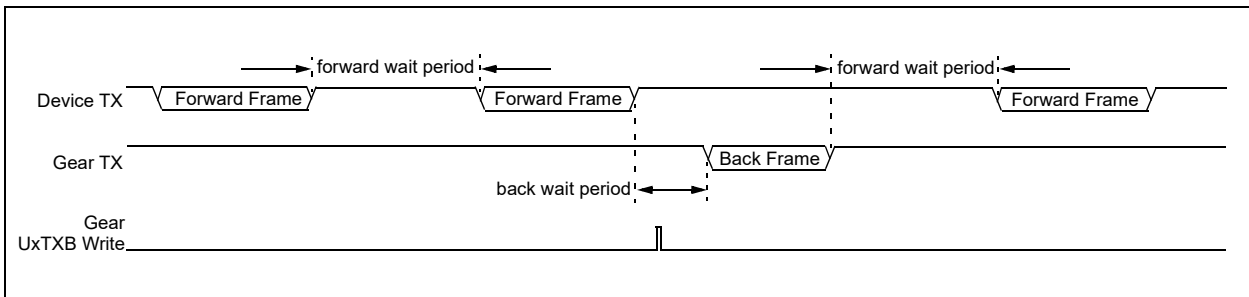 forward wait period
forward wait period
Device TX
Forward Frame
Forward Frame
Forward Frame
Gear TX
Back Frame
back wait period
Gear
UxTXB Write